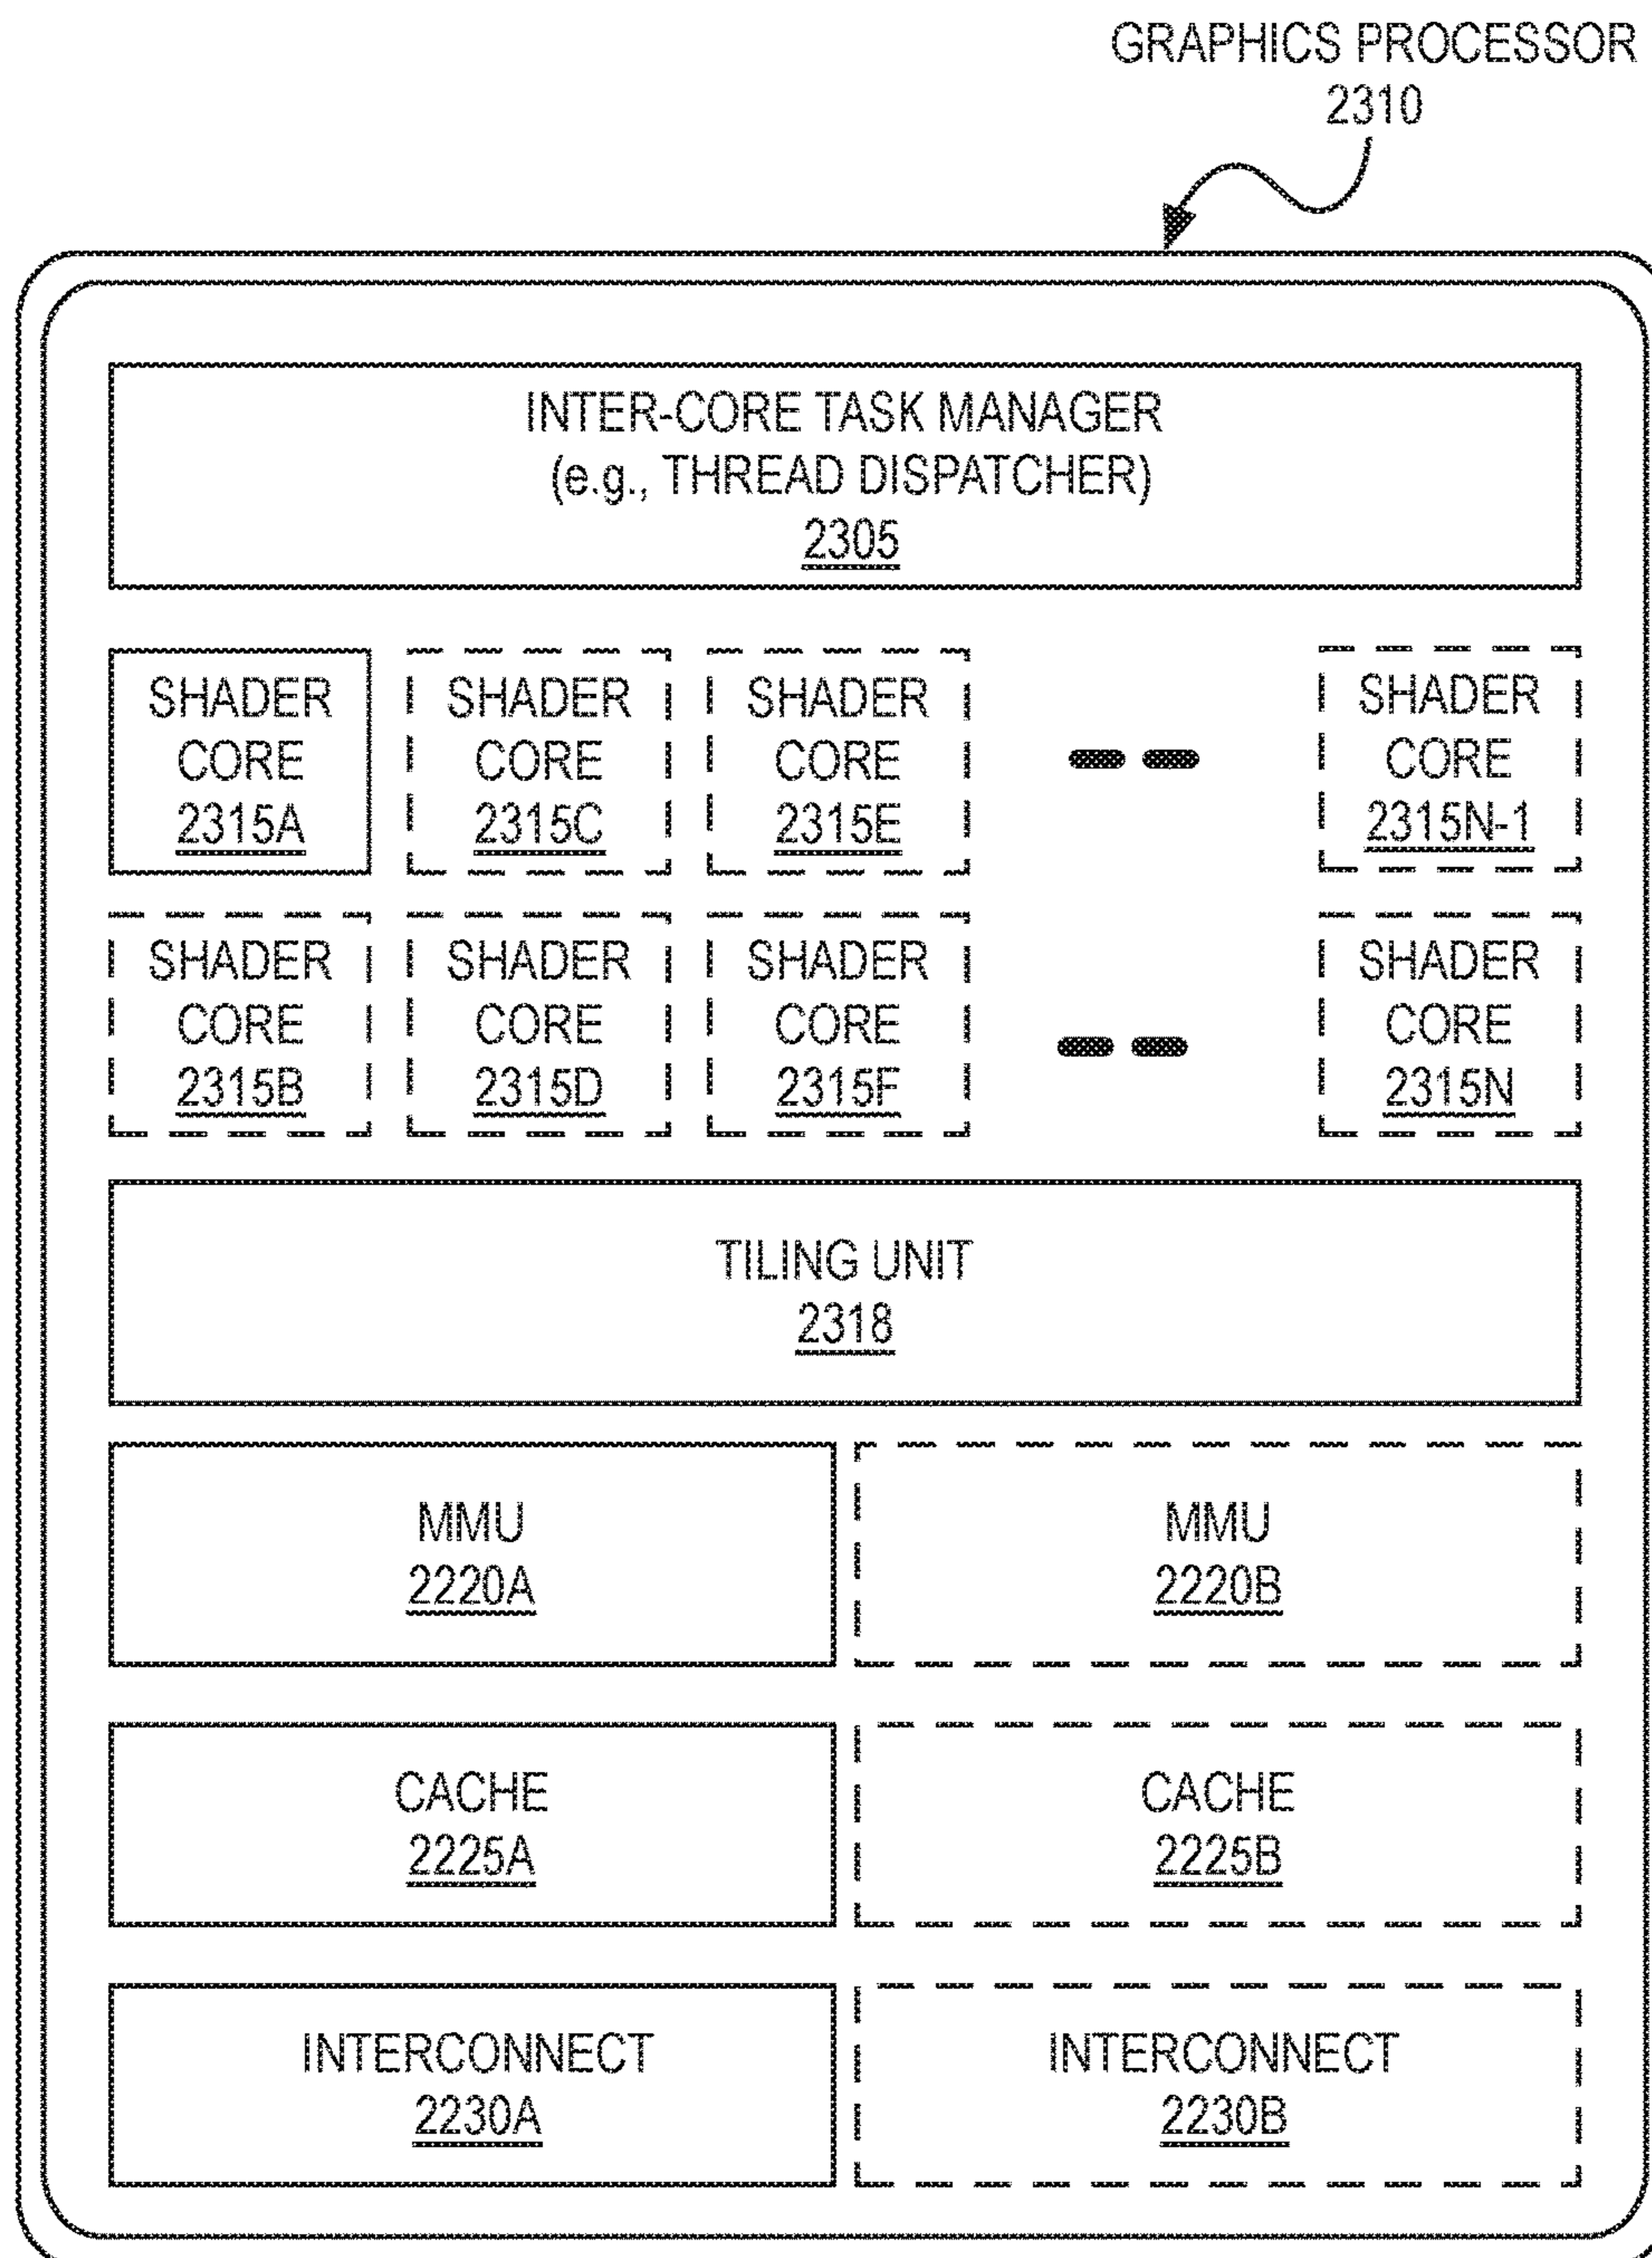 GRAPHICS PROCESSOR
2310
INTER-CORE TASK MANAGER
(e.g., THREAD DISPATCHER)
2305
SHADER
CORE
2315A
SHADER
CORE
2315C
SHADER
CORE
2315E
SHADER
CORE
2315N-1
SHADER
CORE
2315B
SHADER
CORE
2315D
SHADER
CORE
2315F
SHADER
CORE
2315N
TILING UNIT
2318
MMU
2220A
MMU
2220B
CACHE
2225A
CACHE
2225B
INTERCONNECT
2230A
INTERCONNECT
2230B